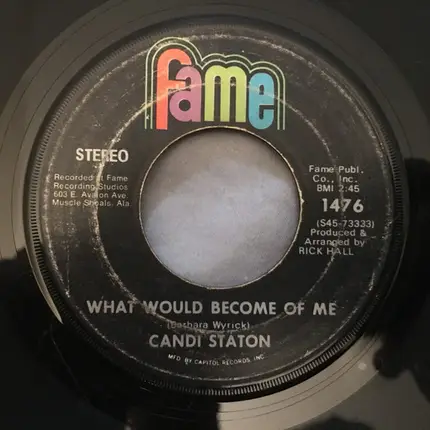 fame
STEREO
Recorded at Fame
Recording Studios
603 E. Avalon Ave.
Muscle Shoals, Ala.
Fame Publ.
Co., Inc.
BMI 2:45
1476
(S45-73333)
Produced &
Arranged by
RICK HALL
WHAT WOULD BECOME OF ME
(Barbara Wyrick)
CANDI STATON
MFD BY CAPITOL RECORDS, INC